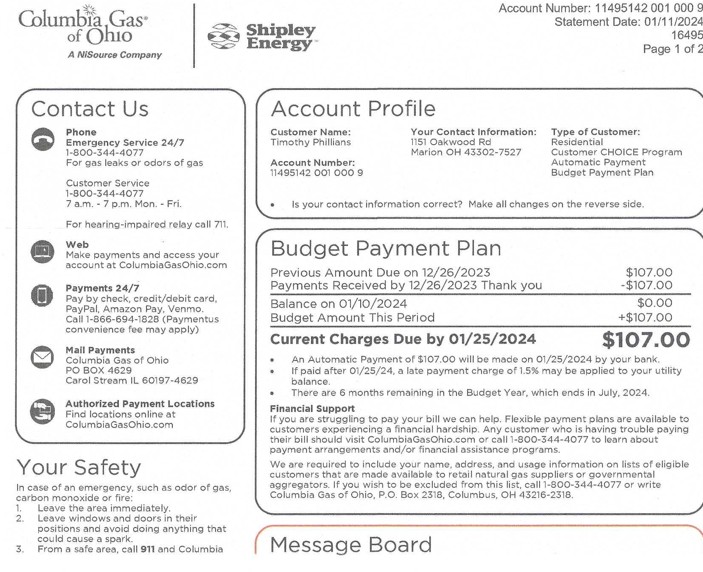 Columbia Gas®
of Ohio
A NiSource Company
Shipley
Energy™
Account Number: 11495142 001 000 9
Statement Date: 01/11/2024
16495
Page 1 of 2
Contact Us
Phone
Emergency Service 24/7
1-800-344-4077
For gas leaks or odors of gas
Customer Service
1-800-344-4077
7 a.m. - 7 p.m. Mon. - Fri.
For hearing-impaired relay call 711.
Web
Make payments and access your
account at ColumbiaGasOhio.com
Payments 24/7
Pay by check, credit/debit card,
PayPal, Amazon Pay, Venmo.
Call 1-866-694-1828 (Paymentus
convenience fee may apply)
Mail Payments
Columbia Gas of Ohio
PO BOX 4629
Carol Stream IL 60197-4629
Authorized Payment Locations
Find locations online at
ColumbiaGasOhio.com
Your Safety
In case of an emergency, such as odor of gas,
carbon monoxide or fire:
1. Leave the area immediately.
2. Leave windows and doors in their
positions and avoid doing anything that
could cause a spark.
3. From a safe area, call 911 and Columbia
Account Profile
Customer Name:
Timothy Phillians
Account Number:
11495142 001 000 9
Your Contact Information:
1151 Oakwood Rd
Marion OH 43302-7527
Type of Customer:
Residential
Customer CHOICE Program
Automatic Payment
Budget Payment Plan
• Is your contact information correct? Make all changes on the reverse side.
Budget Payment Plan
Previous Amount Due on 12/26/2023 $107.00
Payments Received by 12/26/2023 Thank you -$107.00
Balance on 01/10/2024 $0.00
Budget Amount This Period +$107.00
Current Charges Due by 01/25/2024 $107.00
• An Automatic Payment of $107.00 will be made on 01/25/2024 by your bank.
• If paid after 01/25/24, a late payment charge of 1.5% may be applied to your utility
balance.
• There are 6 months remaining in the Budget Year, which ends in July, 2024.
Financial Support
If you are struggling to pay your bill we can help. Flexible payment plans are available to
customers experiencing a financial hardship. Any customer who is having trouble paying
their bill should visit ColumbiaGasOhio.com or call 1-800-344-4077 to learn about
payment arrangements and/or financial assistance programs.
We are required to include your name, address, and usage information on lists of eligible
customers that are made available to retail natural gas suppliers or governmental
aggregators. If you wish to be excluded from this list, call 1-800-344-4077 or write
Columbia Gas of Ohio, P.O. Box 2318, Columbus, OH 43216-2318.
Message Board